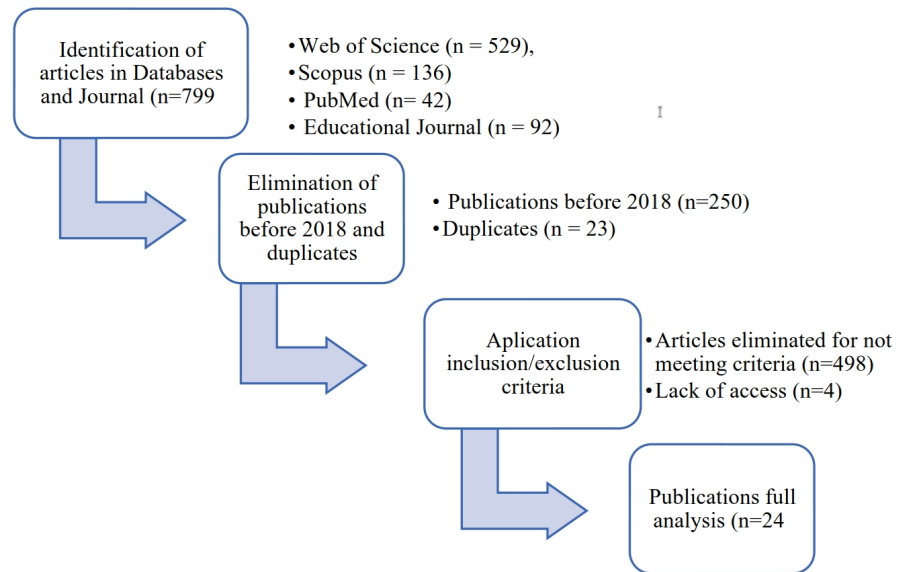 Identification of
articles in Databases
and Journal (n=799
•Web of Science (n = 529),
•Scopus (n = 136)
• PubMed (n= 42)
• Educational Journal (n = 92)
Elimination of
publications
before 2018 and
duplicates
• Publications before 2018 (n=250)
•Duplicates (n = 23)
Aplication
inclusion/exclusion
criteria
•Articles eliminated for not
meeting criteria (n=498)
•Lack of access (n=4)
Publications full
analysis (n=24